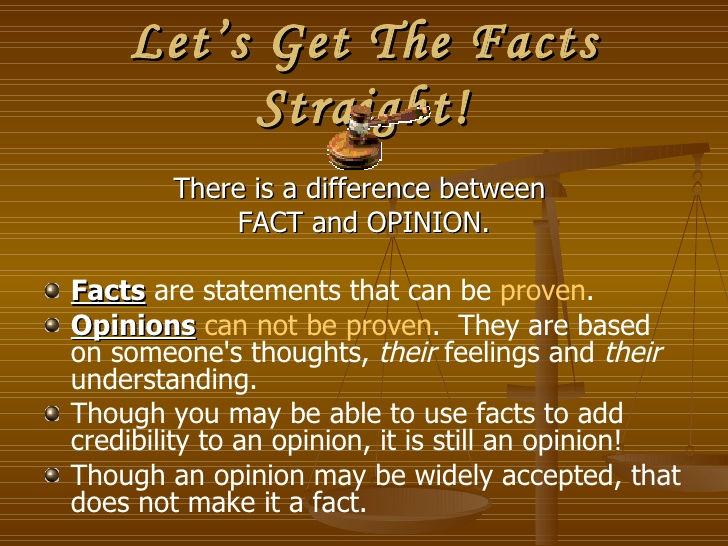 Let's Get The Facts
Straight!
There is a difference between
FACT and OPINION.
Facts are statements that can be proven.
Opinions can not be proven.  They are based
on someone's thoughts, their feelings and their
understanding.
Though you may be able to use facts to add
credibility to an opinion, it is still an opinion!
Though an opinion may be widely accepted, that
does not make it a fact.